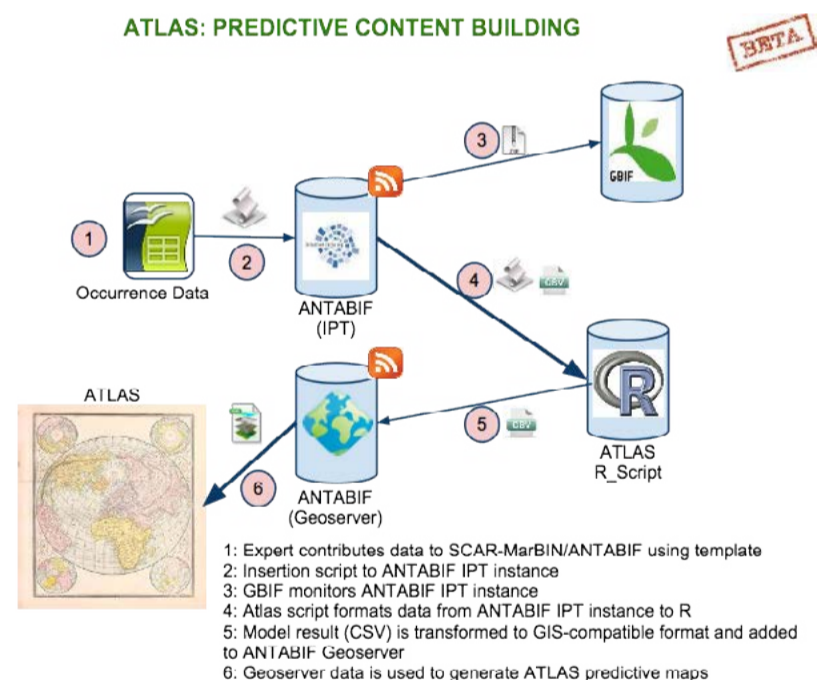 ATLAS: PREDICTIVE CONTENT BUILDING
BETA
3
GBIF
1
2
4
CSV
Occurrence Data
ANTABIF
(IPT)
ATLAS
R
5
CSV
ATLAS
R_Script
6
ANTABIF
(Geoserver)
1: Expert contributes data to SCAR-MarBIN/ANTABIF using template
2: Insertion script to ANTABIF IPT instance
3: GBIF monitors ANTABIF IPT instance
4: Atlas script formats data from ANTABIF IPT instance to R
5: Model result (CSV) is transformed to GIS-compatible format and added
to ANTABIF Geoserver
6: Geoserver data is used to generate ATLAS predictive maps